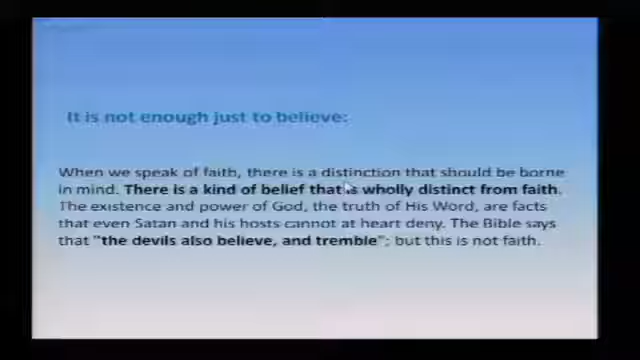 It is not enough just to believe:
When we speak of faith, there is a distinction that should be borne
in mind. There is a kind of belief that is wholly distinct from faith.
The existence and power of God, the truth of His Word, are facts
that even Satan and his hosts cannot at heart deny. The Bible says
that "the devils also believe, and tremble"; but this is not faith.